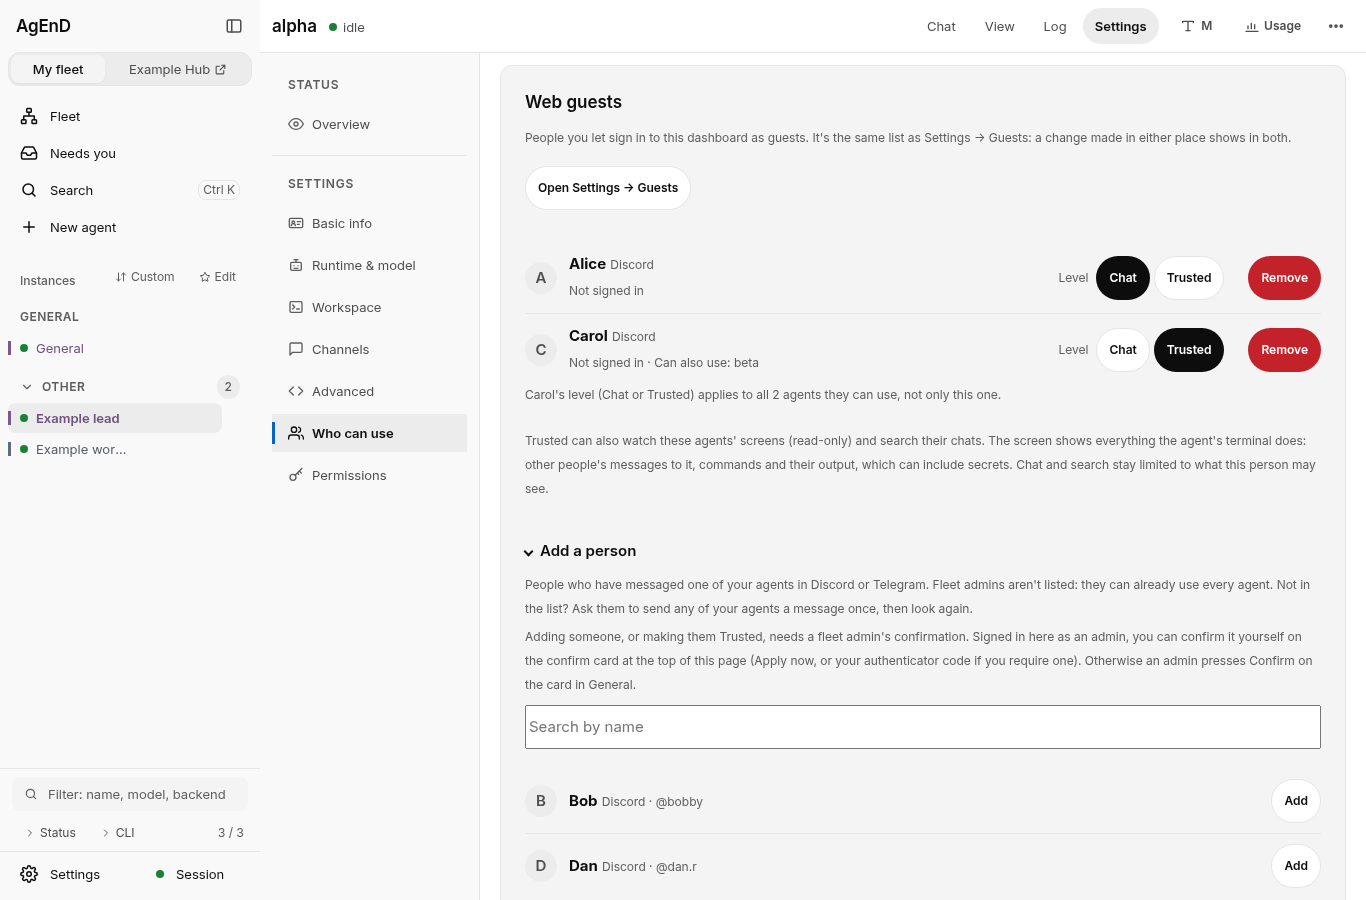 AgEnD
My fleet
Example Hub
Fleet
Needs you
Search
Ctrl K
New agent
Instances
Custom
Edit
GENERAL
General
OTHER
2
Example lead
Example wor...
Filter: name, model, backend
Status
CLI
3 / 3
Settings
Session
alpha
idle
Chat
View
Log
Settings
M
Usage
STATUS
Overview
SETTINGS
Basic info
Runtime & model
Workspace
Channels
Advanced
Who can use
Permissions
Web guests
People you let sign in to this dashboard as guests. It's the same list as Settings → Guests: a change made in either place shows in both.
Open Settings → Guests
A
Alice Discord
Not signed in
Level
Chat
Trusted
Remove
C
Carol Discord
Not signed in · Can also use: beta
Level
Chat
Trusted
Remove
Carol's level (Chat or Trusted) applies to all 2 agents they can use, not only this one.
Trusted can also watch these agents' screens (read-only) and search their chats. The screen shows everything the agent's terminal does:
other people's messages to it, commands and their output, which can include secrets. Chat and search stay limited to what this person may
see.
Add a person
People who have messaged one of your agents in Discord or Telegram. Fleet admins aren't listed: they can already use every agent. Not in
the list? Ask them to send any of your agents a message once, then look again.
Adding someone, or making them Trusted, needs a fleet admin's confirmation. Signed in here as an admin, you can confirm it yourself on
the confirm card at the top of this page (Apply now, or your authenticator code if you require one). Otherwise an admin presses Confirm on
the card in General.
Search by name
B
Bob Discord · @bobby
Add
D
Dan Discord · @dan.r
Add